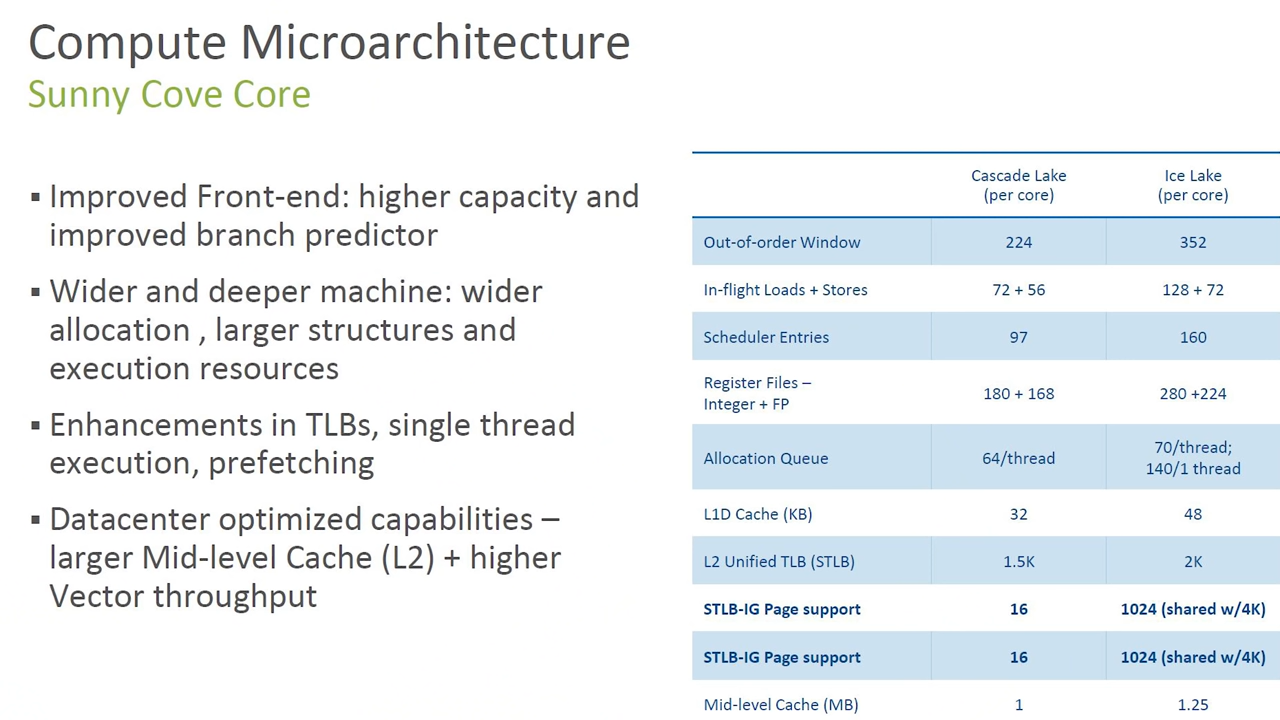 Compute Microarchitecture
Sunny Cove Core
▪ Improved Front-end: higher capacity and
improved branch predictor
▪ Wider and deeper machine: wider
allocation , larger structures and
execution resources
▪ Enhancements in TLBs, single thread
execution, prefetching
▪ Datacenter optimized capabilities –
larger Mid-level Cache (L2) + higher
Vector throughput
Cascade Lake Ice Lake
(per core) (per core)
Out-of-order Window 224 352
In-flight Loads + Stores 72 + 56 128 + 72
Scheduler Entries 97 160
Register Files –
Integer + FP 180 + 168 280 +224
Allocation Queue 64/thread 70/thread;
140/1 thread
L1D Cache (KB) 32 48
L2 Unified TLB (STLB) 1.5K 2K
STLB-IG Page support 16 1024 (shared w/4K)
STLB-IG Page support 16 1024 (shared w/4K)
Mid-level Cache (MB) 1 1.25